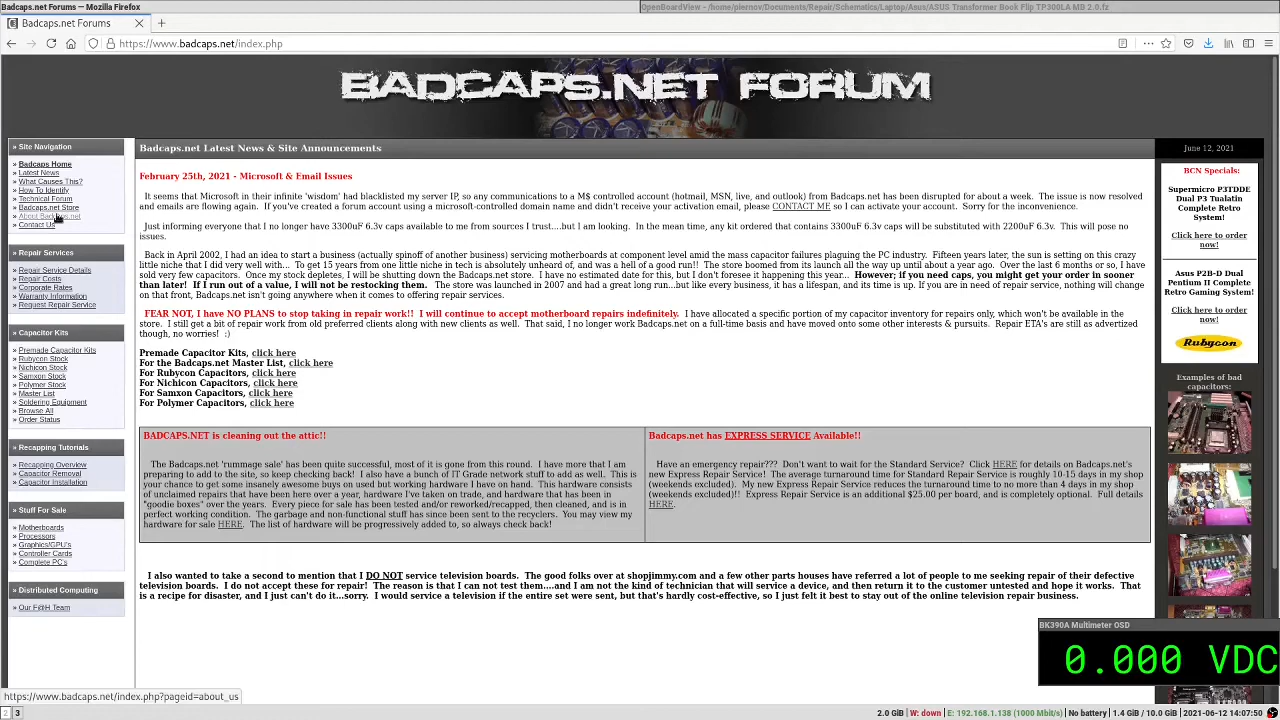 Badcaps.net Forums — Mozilla Firefox
OpenBoardView - /home/piernov/Documents/Repair/Schematics/Laptop/Asus/ASUS Transformer Book Flip TP300LA MB 2.0.fz
Badcaps.net Forums
https://www.badcaps.net/index.php
BADCAPS.NET FORUM
» Site Navigation
» Badcaps Home
» Latest News
» What Causes This?
» How To Identify
» Technical Forum
» Badcaps.net Store
» About Badcaps.net
» Contact Us
» Repair Services
» Repair Service Details
» Repair Costs
» Corporate Rates
» Warranty Information
» Request Repair Service
» Capacitor Kits
» Premade Capacitor Kits
» Rubycon Stock
» Nichicon Stock
» Samxon Stock
» Polymer Stock
» Master List
» Soldering Equipment
» Browse All
» Order Status
» Recapping Tutorials
» Recapping Overview
» Capacitor Removal
» Capacitor Installation
» Stuff For Sale
» Motherboards
» Processors
» Graphics/GPU's
» Controller Cards
» Complete PC's
» Distributed Computing
» Our F@H Team
Badcaps.net Latest News & Site Announcements
February 25th, 2021 - Microsoft & Email Issues
It seems that Microsoft in their infinite 'wisdom' had blacklisted my server IP, so any communications to a M$ controlled account (hotmail, MSN, live, and outlook) from Badcaps.net has been disrupted for about a week. The issue is now resolved
and emails are flowing again. If you've created a forum account using a microsoft-controlled domain name and didn't receive your activation email, please CONTACT ME so I can activate your account. Sorry for the inconvenience.
Just informing everyone that I no longer have 3300uF 6.3v caps available to me from sources I trust....but I am looking. In the mean time, any kit ordered that contains 3300uF 6.3v caps will be substituted with 2200uF 6.3v. This will pose no
issues.
Back in April 2002, I had an idea to start a business (actually spinoff of another business) servicing motherboards at component level amid the mass capacitor failures plaguing the PC industry. Fifteen years later, the sun is setting on this crazy
little niche that I did very well with... To get 15 years from one little niche in tech is absolutely unheard of, and was a hell of a good run!! The store boomed from its launch all the way up until about a year ago. Over the last 6 months or so, I have
sold very few capacitors. Once my stock depletes, I will be shutting down the Badcaps.net store. I have no estimated date for this, but I don't foresee it happening this year... However, if you need caps, you might get your order in sooner
than later! If I run out of a value, I will not be restocking them. The store was launched in 2007 and had a great long run...but like every business, it has a lifespan, and its time is up. If you are in need of repair service, nothing will change
on that front, Badcaps.net isn't going anywhere when it comes to offering repair services.
FEAR NOT, I have NO PLANS to stop taking in repair work!! I will continue to accept motherboard repairs indefinitely. I have allocated a specific portion of my capacitor inventory for repairs only, which won't be available in the
store. I still get a bit of repair work from old preferred clients along with new clients as well. That said, I no longer work Badcaps.net on a full-time basis and have moved onto some other interests & pursuits. Repair ETA's are still as advertized
though, no worries! :)
Premade Capacitor Kits, click here
For the Badcaps.net Master List, click here
For Rubycon Capacitors, click here
For Nichicon Capacitors, click here
For Samxon Capacitors, click here
For Polymer Capacitors, click here
BADCAPS.NET is cleaning out the attic!!
The Badcaps.net 'rummage sale' has been quite successful, most of it is gone from this round. I have more that I am
preparing to add to the site, so keep checking back! I also have a bunch of IT Grade network stuff to add as well. This is
your chance to get some insanely awesome buys on used but working hardware I have on hand. This hardware consists
of unclaimed repairs that have been here over a year, hardware I've taken on trade, and hardware that has been in
"goodie boxes" over the years. Every piece for sale has been tested and/or reworked/recapped, then cleaned, and is in
perfect working condition. The garbage and non-functional stuff has since been sent to the recyclers. You may view my
hardware for sale HERE. The list of hardware will be progressively added to, so always check back!
Badcaps.net has EXPRESS SERVICE Available!!
Have an emergency repair??? Don't want to wait for the Standard Service? Click HERE for details on Badcaps.net's
new Express Repair Service! The average turnaround time for Standard Service is roughly 10-15 days in my shop
(weekends excluded). My new Express Repair Service reduces the turnaround time to no more than 4 days in my shop
(weekends excluded)!! Express Repair Service is an additional $25.00 per board, and is completely optional. Full details
HERE.
I also wanted to take a second to mention that I DO NOT service television boards. The good folks over at shopjimmy.com and a few other parts houses have referred a lot of people to me seeking repair of their defective
television boards. I do not accept these for repair! The reason is that I can not test them....and I am not the kind of technician that will service a device, and then return it to the customer untested and hope it works. That
is a recipe for disaster, and I just can't do it...sorry. I would service a television if the entire set were sent, but that's hardly cost-effective, so I just felt it best to stay out of the online television repair business.
June 12, 2021
BCN Specials:
Supermicro P3TDDE
Dual P3 Tualatin
Complete Retro
System!
Click here to order
now!
Asus P2B-D Dual
Pentium II Complete
Retro Gaming System!
Click here to order
now!
Rubycon
Examples of bad
capacitors:
BK390A Multimeter OSD
0.000 VDC
https://www.badcaps.net/index.php?pageid=about_us
2 3
2.0 GiB | W: down | E: 192.168.1.138 (1000 Mbit/s) | No battery | 1.4 GiB / 10.0 GiB | 2021-06-12 14:07:50